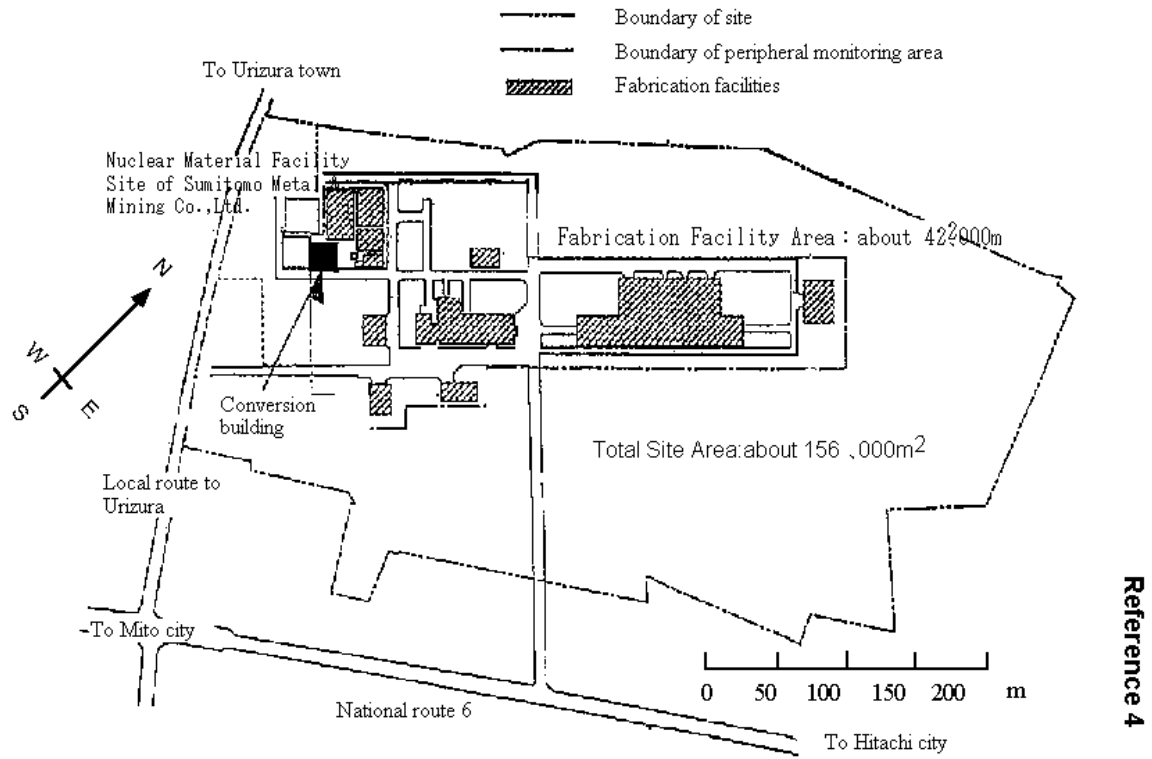 Boundary of site
Boundary of peripheral monitoring area
Fabrication facilities
To Urizura town
Nuclear Material Facility
Site of Sumitomo Metal
Mining Co.,Ltd.
Fabrication Facility Area：about 42,000m2
N
W
E
S
Conversion
building
Total Site Area:about 156 、000m2
Local route to
Urizura
To Mito city
National route 6
0 50 100 150 200 m
To Hitachi city
Reference 4